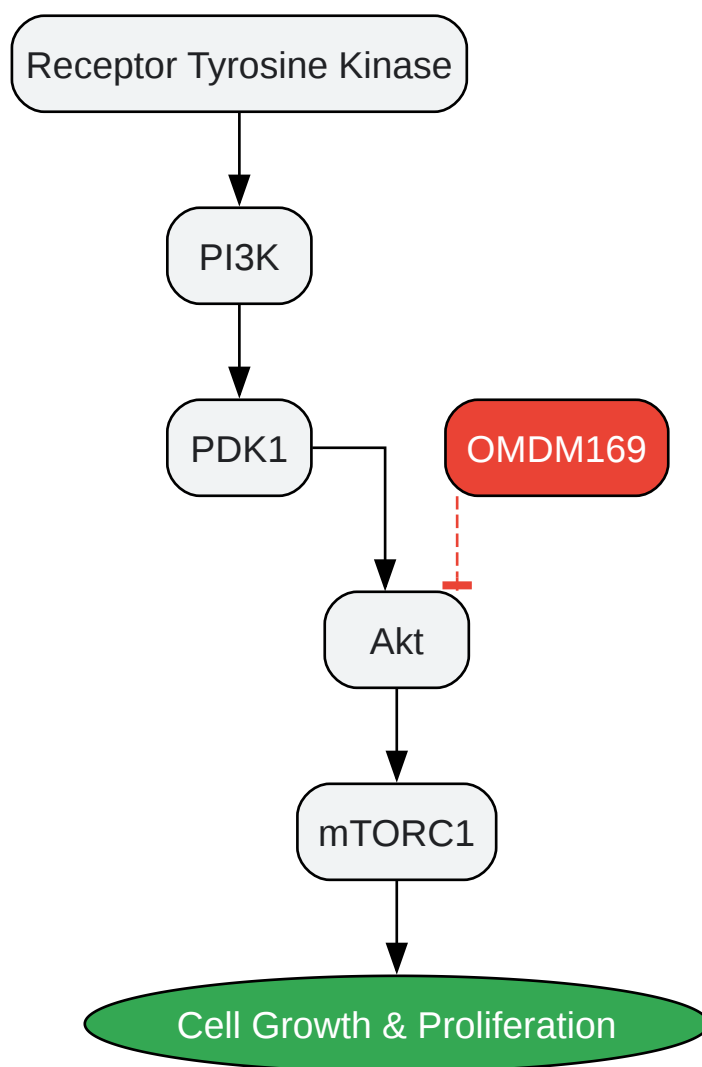 Receptor Tyrosine Kinase
PI3K
PDK1
OMDM169
Akt
mTORC1
Cell Growth & Proliferation